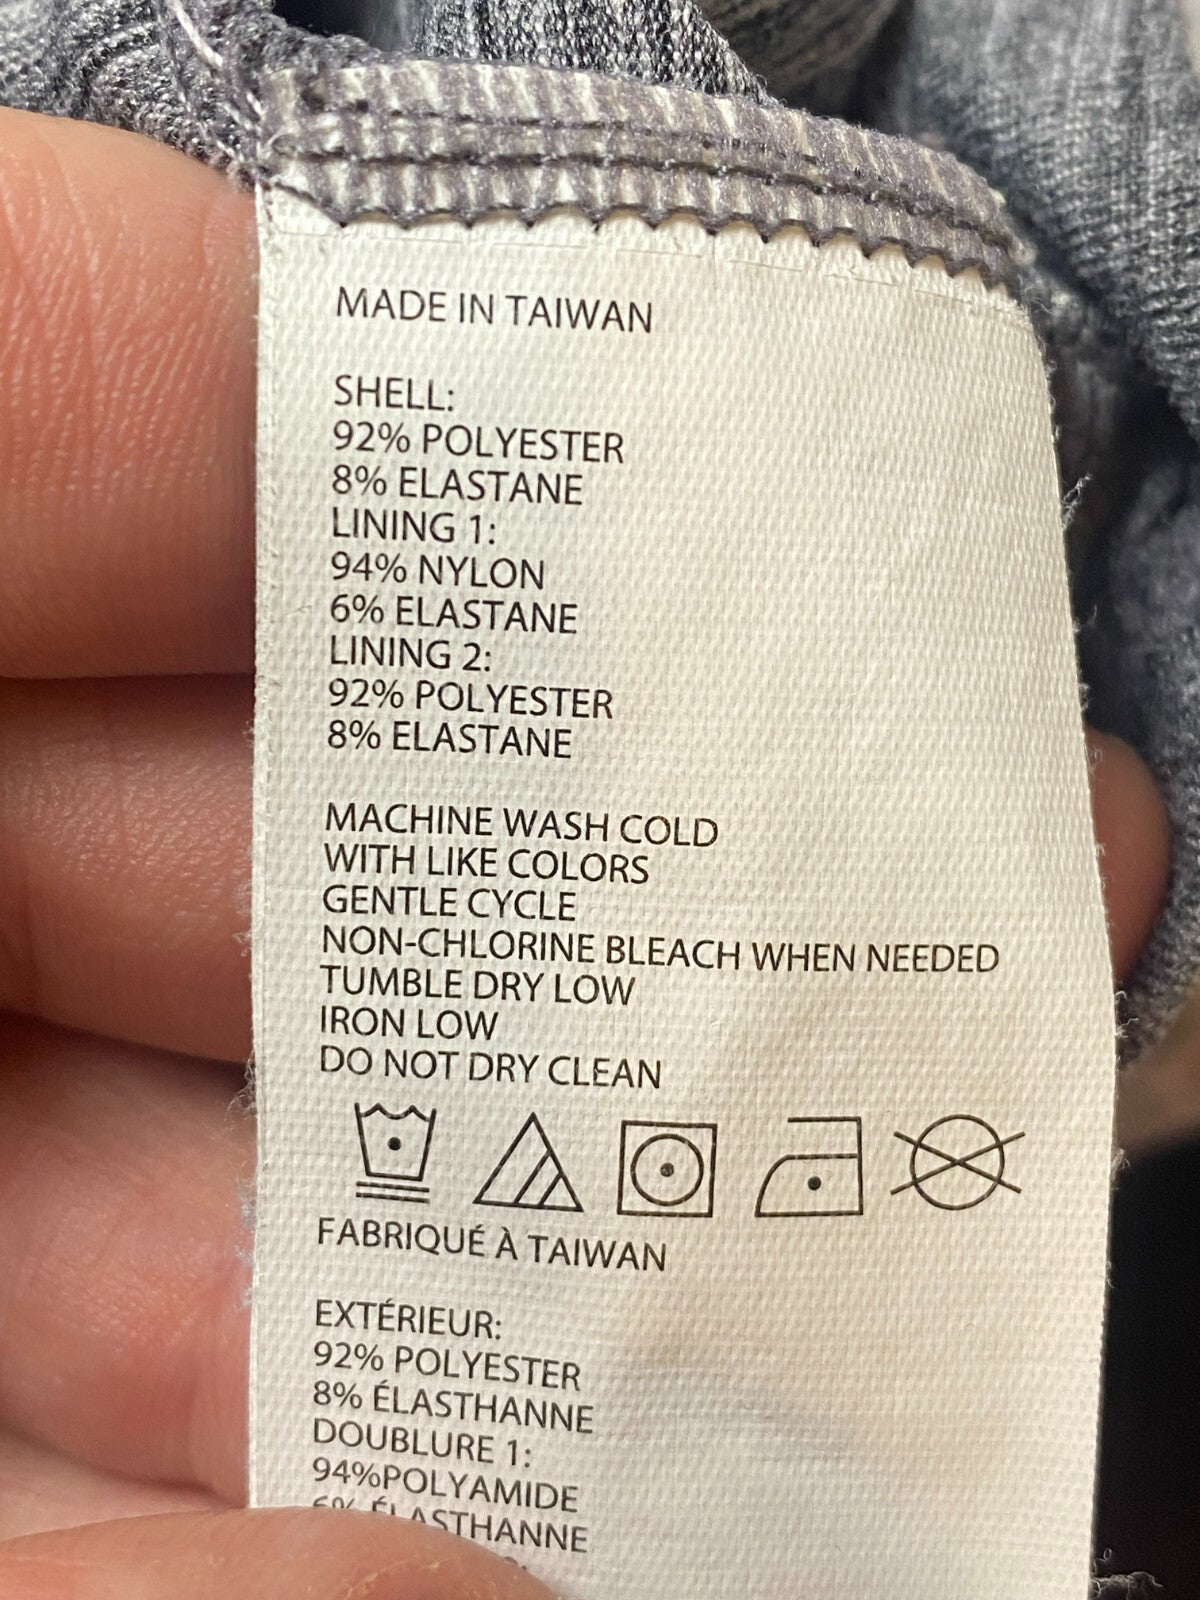 MADE IN TAIWAN
SHELL:
92% POLYESTER
8% ELASTANE
LINING 1:
94% NYLON
6% ELASTANE
LINING 2:
92% POLYESTER
8% ELASTANE
MACHINE WASH COLD
WITH LIKE COLORS
GENTLE CYCLE
NON-CHLORINE BLEACH WHEN NEEDED
TUMBLE DRY LOW
IRON LOW
DO NOT DRY CLEAN
FABRIQUÉ À TAIWAN
EXTÉRIEUR:
92% POLYESTER
8% ÉLASTHANNE
DOUBLURE 1:
94%POLYAMIDE
6% ÉLASTHANNE